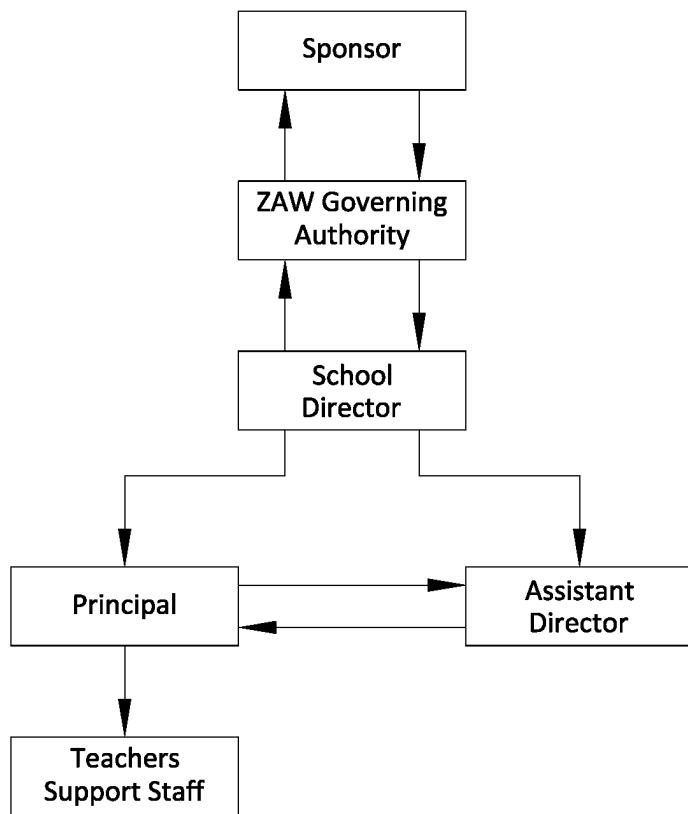 Sponsor
ZAW Governing
Authority
School
Director
Principal
Assistant
Director
Teachers
Support Staff